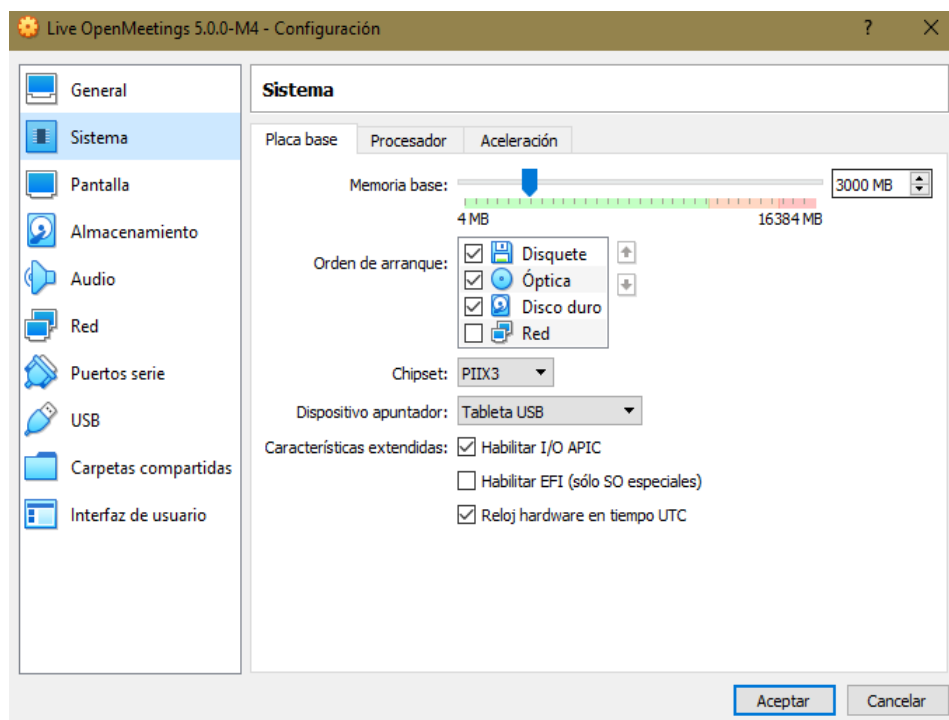 Live OpenMeetings 5.0.0-M4 - Configuración
?
General
Sistema
Pantalla
Almacenamiento
Audio
Red
Puertos serie
USB
Carpetas compartidas
Interfaz de usuario
Sistema
Placa base Procesador Aceleración
Memoria base: 3000 MB
4 MB 16384 MB
Orden de arranque:
Disquete
Óptica
Disco duro
Red
Chipset: PIIX3
Dispositivo apuntador: Tableta USB
Características extendidas: Habilitar I/O APIC
Habilitar EFI (sólo SO especiales)
Reloj hardware en tiempo UTC
Aceptar Cancelar